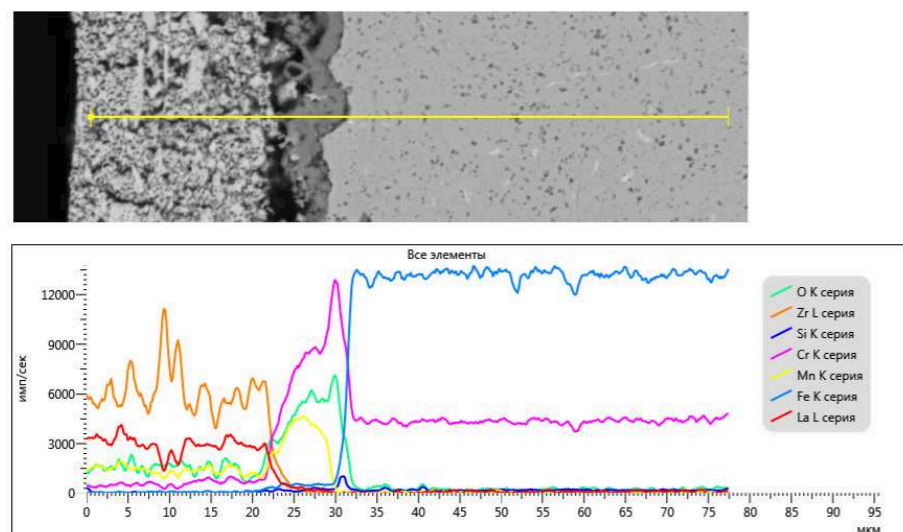 Все элементы
12000
9000
6000
3000
0
имп/сек
0 5 10 15 20 25 30 35 40 45 50 55 60 65 70 75 80 85 90 95
мкм
O K серия
Zr L серия
Si K серия
Cr K серия
Mn K серия
Fe K серия
La L серия